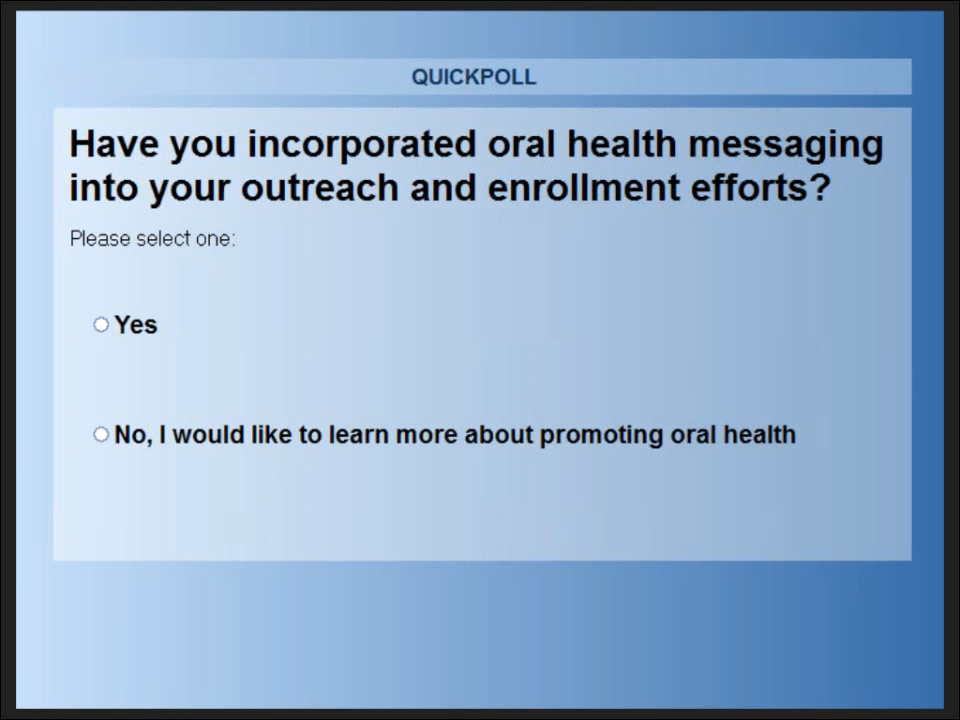 QUICKPOLL
Have you incorporated oral health messaging
into your outreach and enrollment efforts?
Please select one:
Yes
No, I would like to learn more about promoting oral health